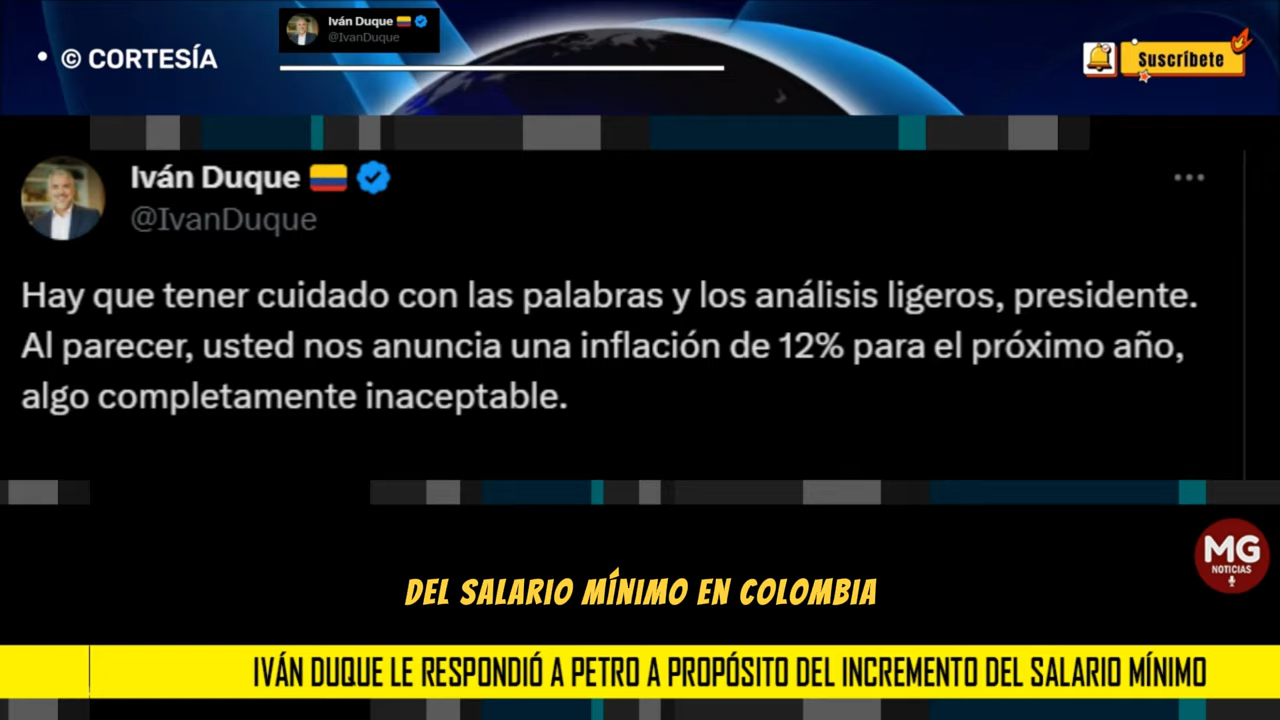 Iván Duque
@IvanDuque
• © CORTESÍA
Suscríbete
Iván Duque
@IvanDuque
Hay que tener cuidado con las palabras y los análisis ligeros, presidente.
Al parecer, usted nos anuncia una inflación de 12% para el próximo año,
algo completamente inaceptable.
MG
NOTICIAS
DEL SALARIO MÍNIMO EN COLOMBIA
IVÁN DUQUE LE RESPONDIÓ A PETRO A PROPÓSITO DEL INCREMENTO DEL SALARIO MÍNIMO